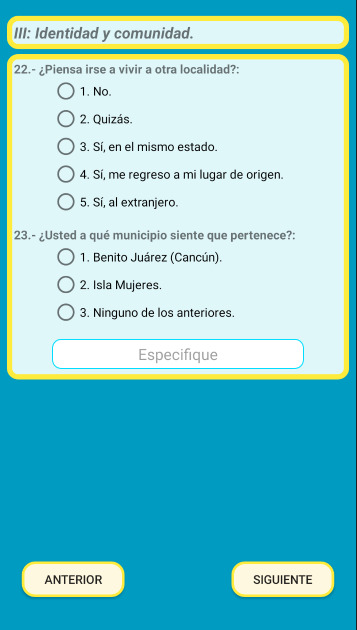 III: Identidad y comunidad.
22.- ¿Piensa irse a vivir a otra localidad?:
1. No.
2. Quizás.
3. Sí, en el mismo estado.
4. Sí, me regreso a mi lugar de origen.
5. Sí, al extranjero.
23.- ¿Usted a qué municipio siente que pertenece?:
1. Benito Juárez (Cancún).
2. Isla Mujeres.
3. Ninguno de los anteriores.
Especifique
ANTERIOR
SIGUIENTE